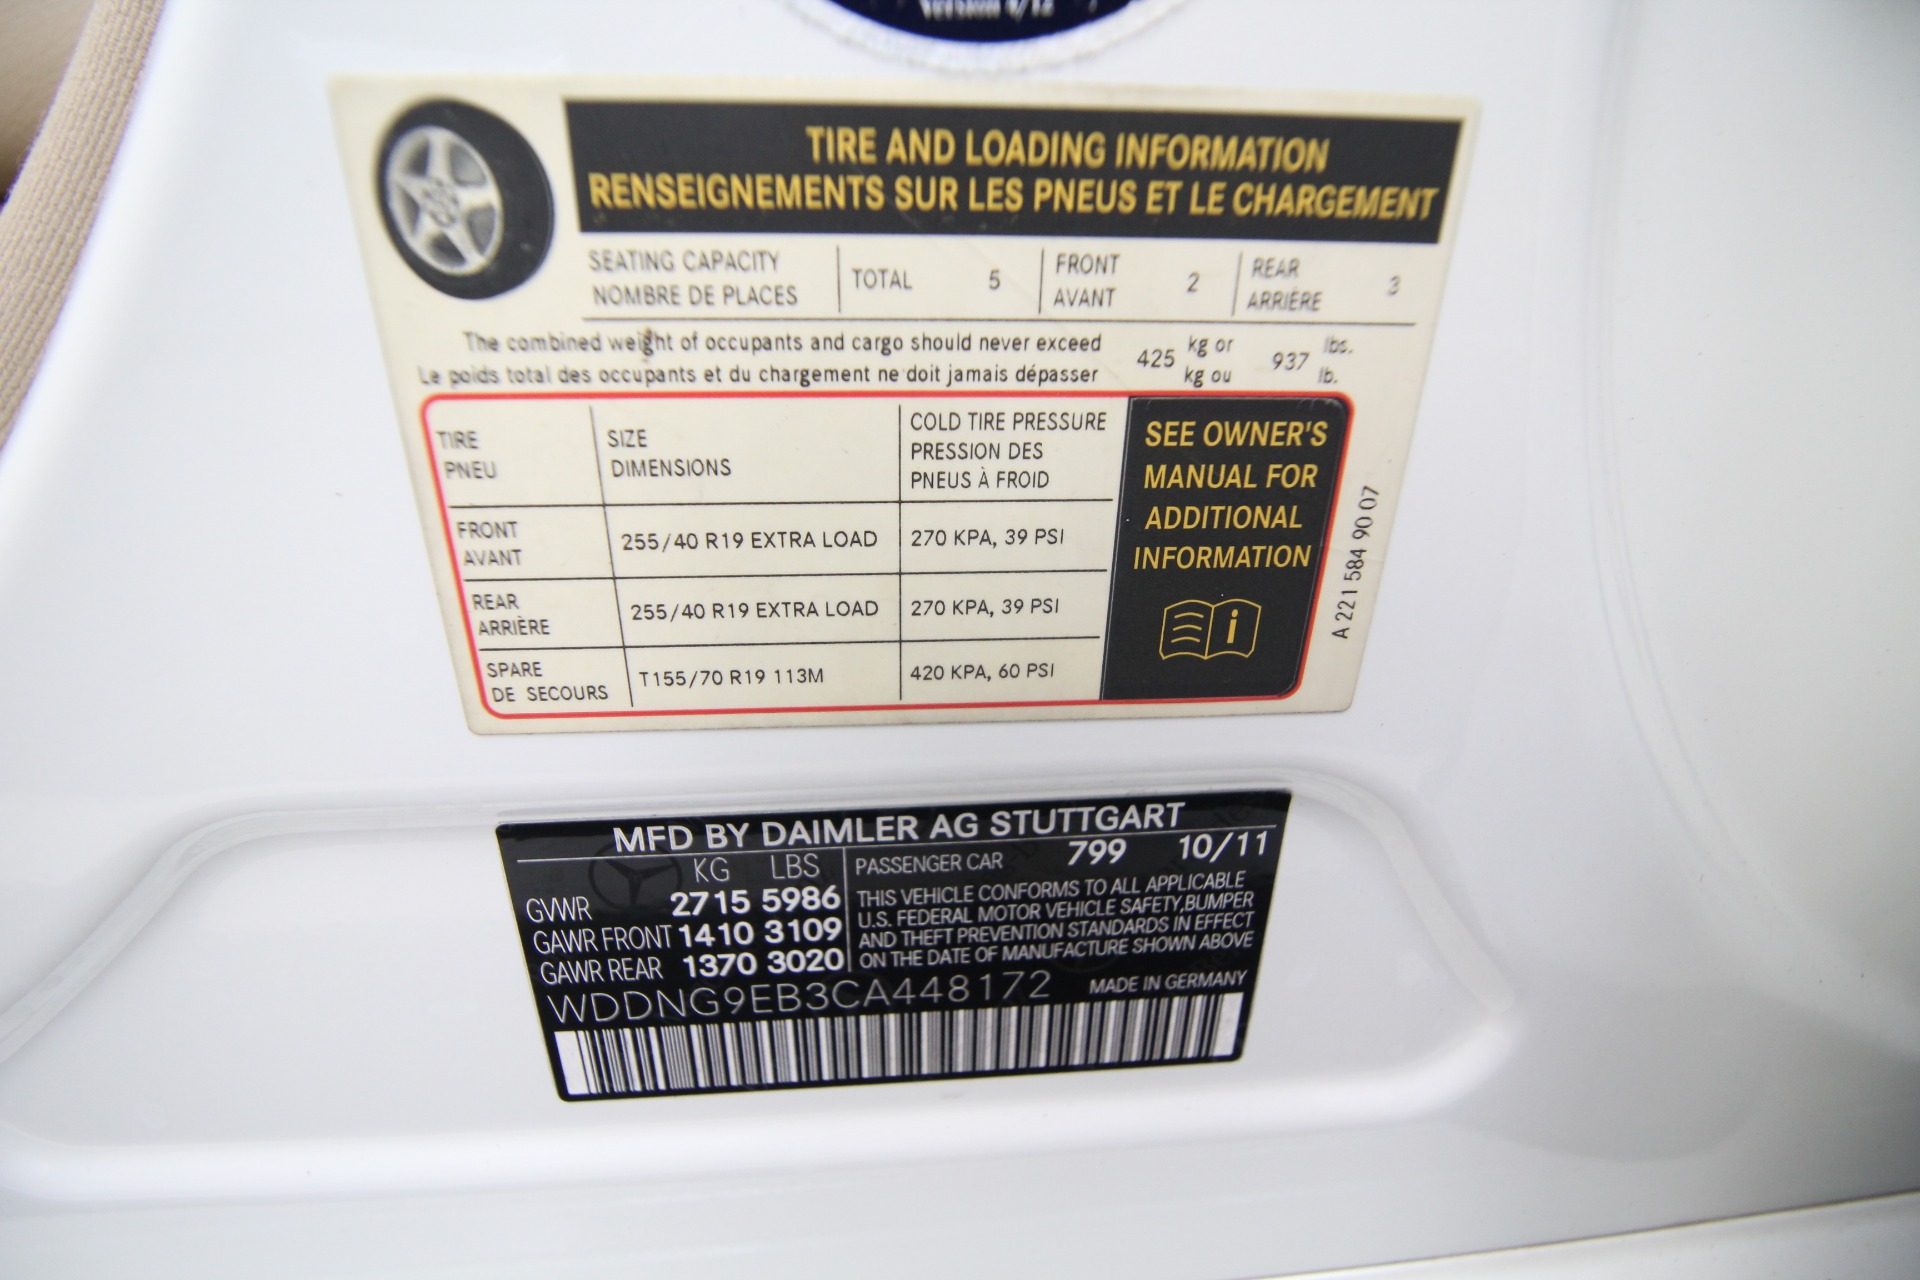 Version 4/12
TIRE AND LOADING INFORMATION
RENSEIGNEMENTS SUR LES PNEUS ET LE CHARGEMENT
SEATING CAPACITY TOTAL 5 FRONT 2 REAR 3
NOMBRE DE PLACES AVANT ARRIÈRE
The combined weight of occupants and cargo should never exceed 425 kg or 937 lbs.
Le poids total des occupants et du chargement ne doit jamais dépasser kg ou lb.
TIRE SIZE COLD TIRE PRESSURE
PNEU DIMENSIONS PRESSION DES
PNEUS À FROID
FRONT 255/40 R19 EXTRA LOAD 270 KPA, 39 PSI
AVANT
REAR 255/40 R19 EXTRA LOAD 270 KPA, 39 PSI
ARRIÈRE
SPARE T155/70 R19 113M 420 KPA, 60 PSI
DE SECOURS
SEE OWNER'S
MANUAL FOR
ADDITIONAL
INFORMATION
i
A 221 584 90 07
MFD BY DAIMLER AG STUTTGART
KG LBS PASSENGER CAR 799 10/11
GVWR 2715 5986
GAWR FRONT 1410 3109
GAWR REAR 1370 3020
THIS VEHICLE CONFORMS TO ALL APPLICABLE
U.S. FEDERAL MOTOR VEHICLE SAFETY,BUMPER
AND THEFT PREVENTION STANDARDS IN EFFECT
ON THE DATE OF MANUFACTURE SHOWN ABOVE
WDDNG9EB3CA448172 MADE IN GERMANY